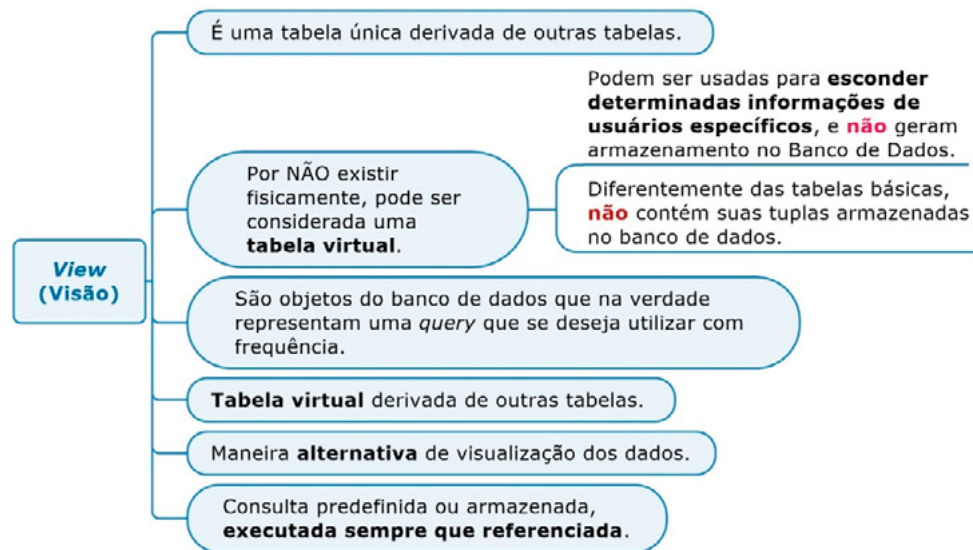 É uma tabela única derivada de outras tabelas.
Podem ser usadas para esconder
determinadas informações de
usuários específicos, e não geram
armazenamento no Banco de Dados.
Por NÃO existir
fisicamente, pode ser
considerada uma
tabela virtual.
Diferentemente das tabelas básicas,
não contém suas tuplas armazenadas
no banco de dados.
View
(Visão)
São objetos do banco de dados que na verdade
representam uma query que se deseja utilizar com
frequência.
Tabela virtual derivada de outras tabelas.
Maneira alternativa de visualização dos dados.
Consulta predefinida ou armazenada,
executada sempre que referenciada.